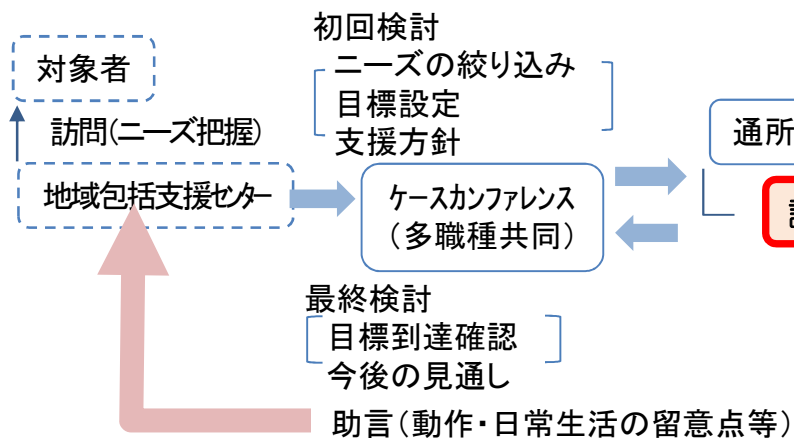 初回検討
ニーズの絞り込み
目標設定
支援方針
対象者
訪問(ニーズ把握)
地域包括支援センター
ケースカンファレンス
（多職種共同）
通所
最終検討
目標到達確認
今後の見通し
助言（動作・日常生活の留意点等）